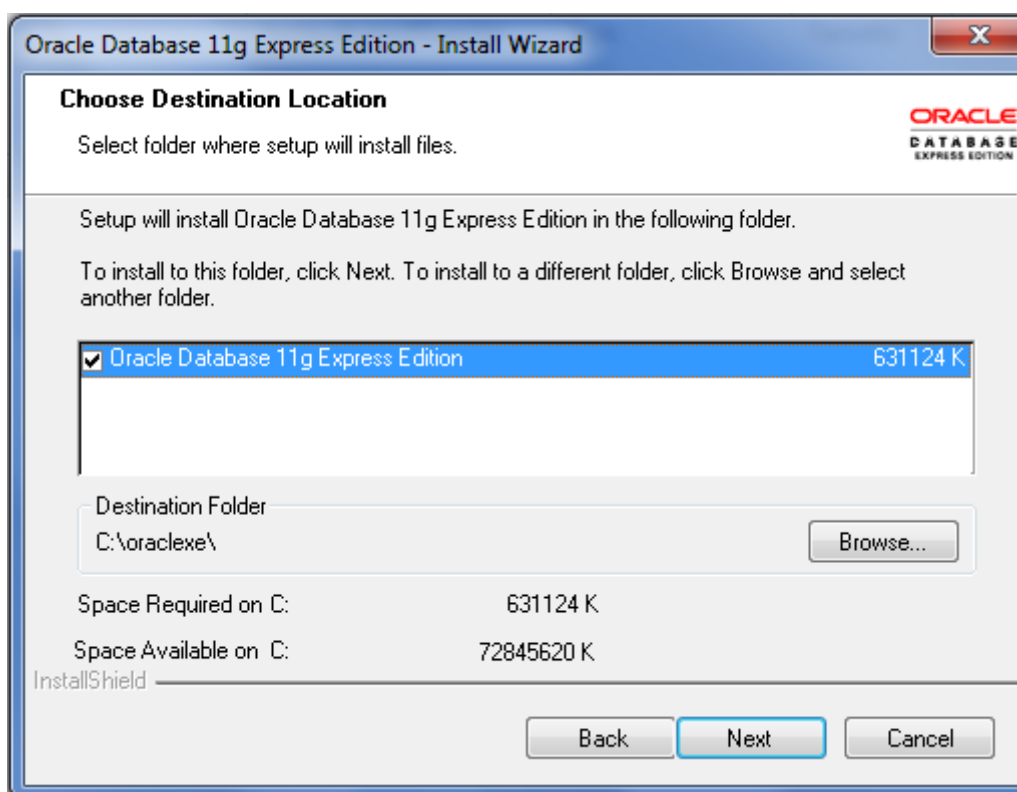 Oracle Database 11g Express Edition - Install Wizard
Choose Destination Location
Select folder where setup will install files.
ORACLE
DATABASE
EXPRESS EDITION
Setup will install Oracle Database 11g Express Edition in the following folder.
To install to this folder, click Next. To install to a different folder, click Browse and select
another folder.
Oracle Database 11g Express Edition 631124 K
Destination Folder
C:\oraclexe\
Browse...
Space Required on C: 631124 K
Space Available on C: 72845620 K
InstallShield
Back Next Cancel